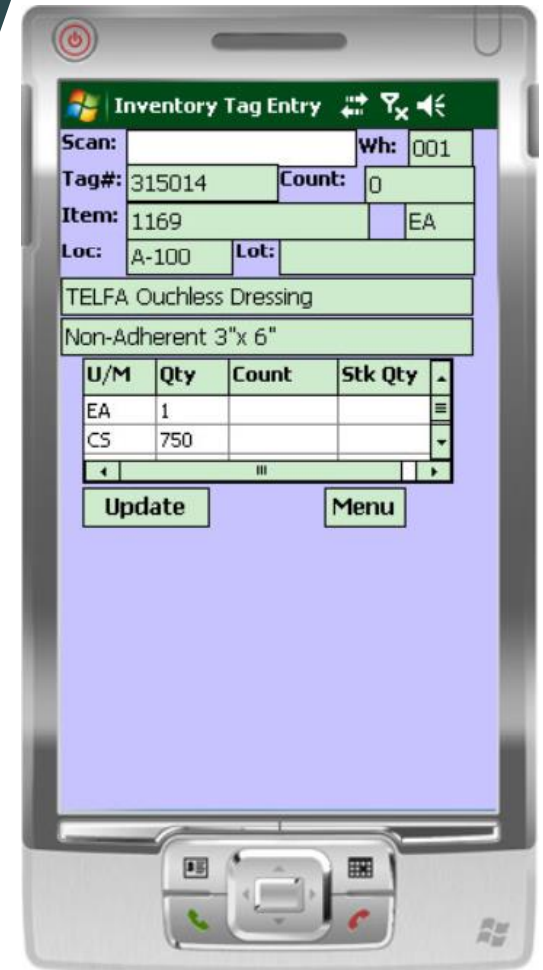 Inventory Tag Entry
Scan: Wh: 001
Tag#: 315014 Count: 0
Item: 1169 EA
Loc: A-100 Lot:
TELFA Ouchless Dressing
Non-Adherent 3"x 6"
U/M Qty Count Stk Qty
EA 1
CS 750
Update Menu